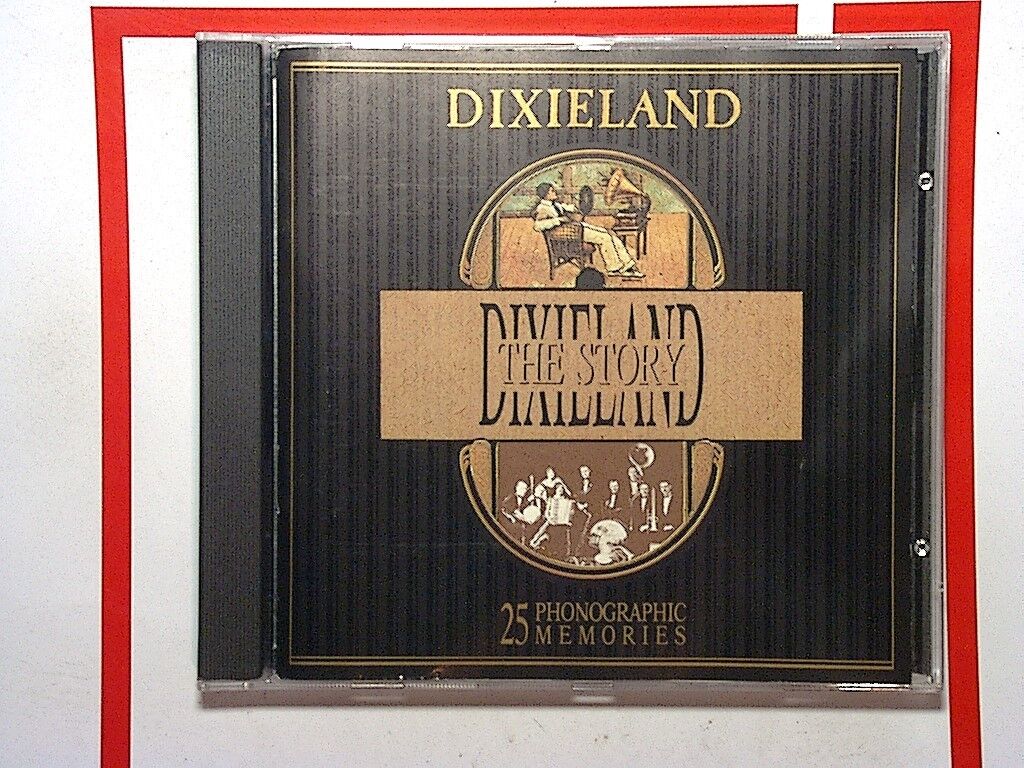 DIXIELAND
DIXIELAND
THE STORY
25 PHONOGRAPHIC
MEMORIES